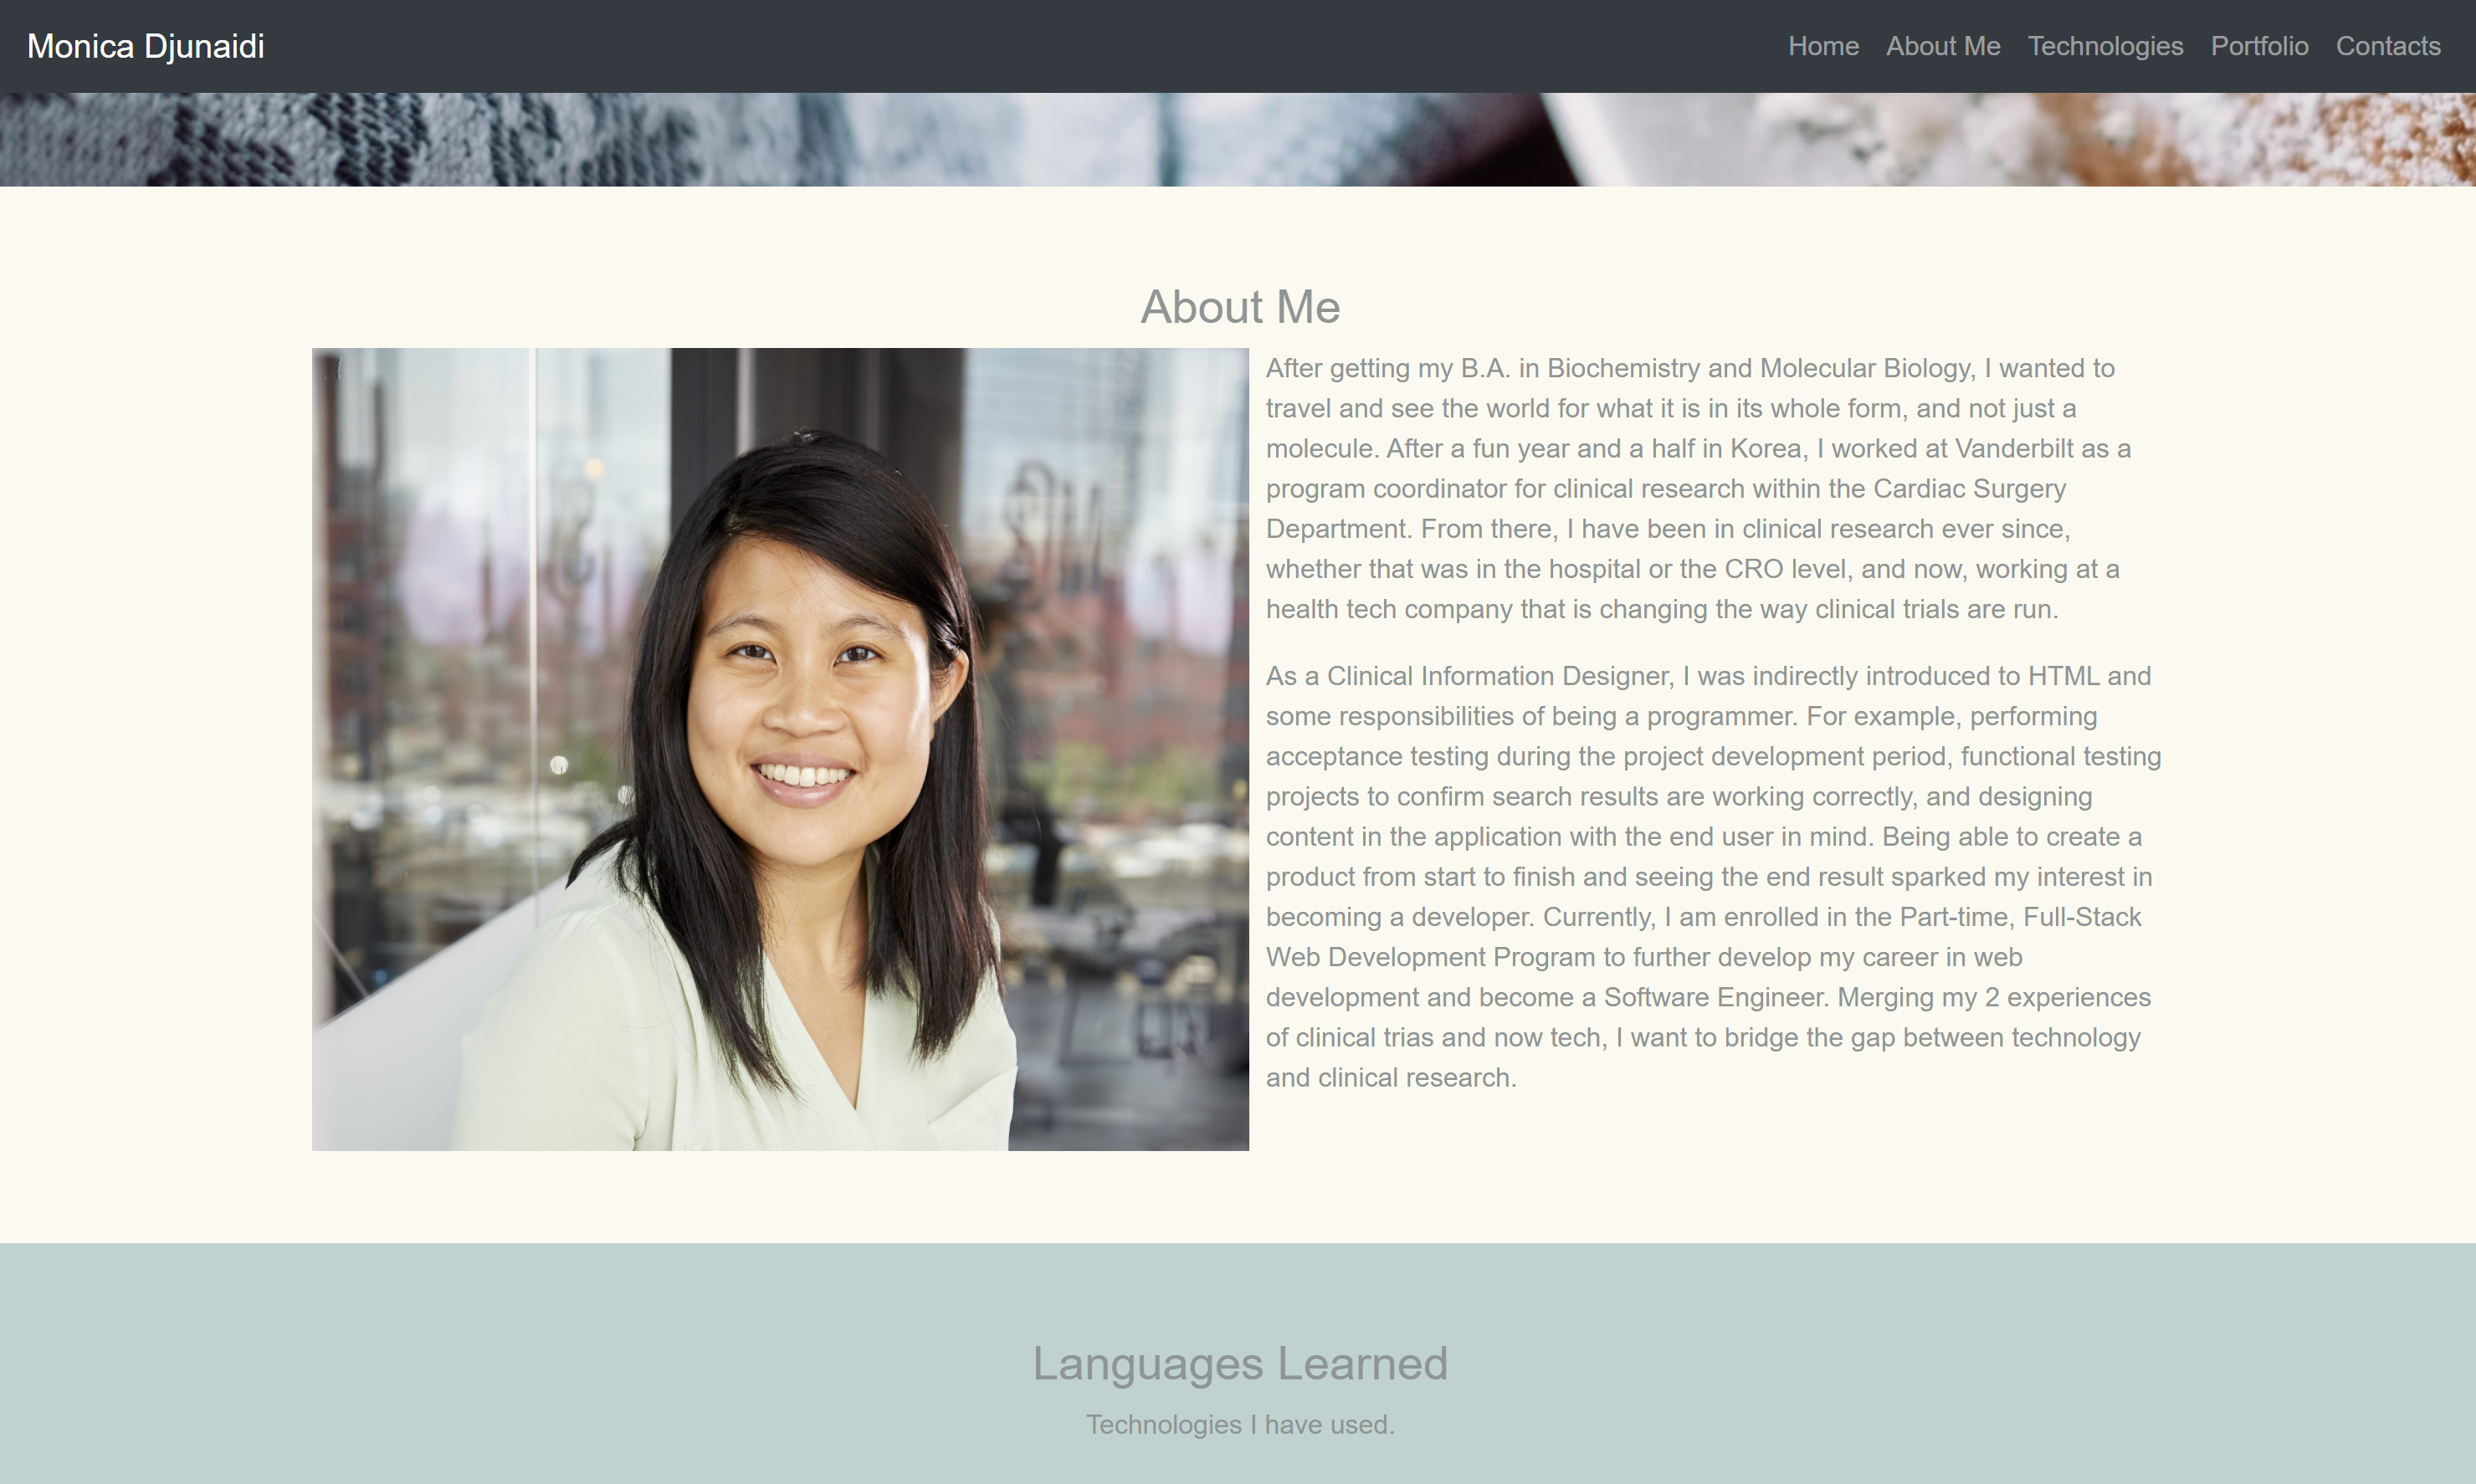 Monica Djunaidi
Home About Me Technologies Portfolio Contacts
About Me
After getting my B.A. in Biochemistry and Molecular Biology, I wanted to
travel and see the world for what it is in its whole form, and not just a
molecule. After a fun year and a half in Korea, I worked at Vanderbilt as a
program coordinator for clinical research within the Cardiac Surgery
Department. From there, I have been in clinical research ever since,
whether that was in the hospital or the CRO level, and now, working at a
health tech company that is changing the way clinical trials are run.
As a Clinical Information Designer, I was indirectly introduced to HTML and
some responsibilities of being a programmer. For example, performing
acceptance testing during the project development period, functional testing
projects to confirm search results are working correctly, and designing
content in the application with the end user in mind. Being able to create a
product from start to finish and seeing the end result sparked my interest in
becoming a developer. Currently, I am enrolled in the Part-time, Full-Stack
Web Development Program to further develop my career in web
development and become a Software Engineer. Merging my 2 experiences
of clinical trias and now tech, I want to bridge the gap between technology
and clinical research.
Languages Learned
Technologies I have used.